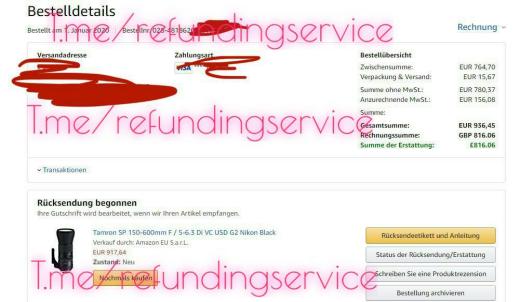 Bestelldetails
Bestellt am 1. Januar 2020 Bestellnr.
Rechnung
T.me/refundingservice
Versandadresse
Zahlungsart
VISA
Bestellübersicht
Zwischensumme: EUR 764,70
Verpackung & Versand: EUR 15,67
Summe ohne MwSt.: EUR 780,37
Anzurechnende MwSt.: EUR 156,08
Summe:
Gesamtsumme: EUR 936,45
Rechnungssumme: GBP 816.06
Summe der Erstattung: £816.06
T.me/refundingservice
Transaktionen
Rücksendung begonnen
Ihre Gutschrift wird bearbeitet, wenn wir Ihren Artikel empfangen.
Tamron SP 150-600mm F / 5-6.3 Di VC USD G2 Nikon Black
Verkauf durch: Amazon EU S.a.r.L.
EUR 917,64
Zustand: Neu
Nochmals kaufen
Rücksendeetikett und Anleitung
Status der Rücksendung/Erstattung
Schreiben Sie eine Produktrezension
Bestellung archivieren
T.me/refundingservice